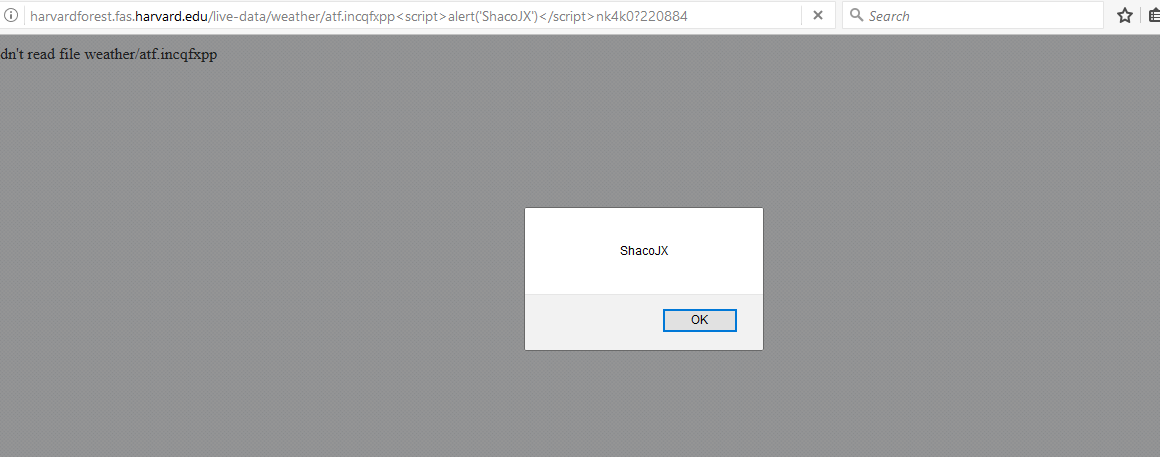 harvardforest.fas.harvard.edu/live-data/weather/atf.incqfxpp<script>alert('ShacoJX')</script>nk4k0?220884
Search
dn't read file weather/atf.incqfxpp
ShacoJX
OK